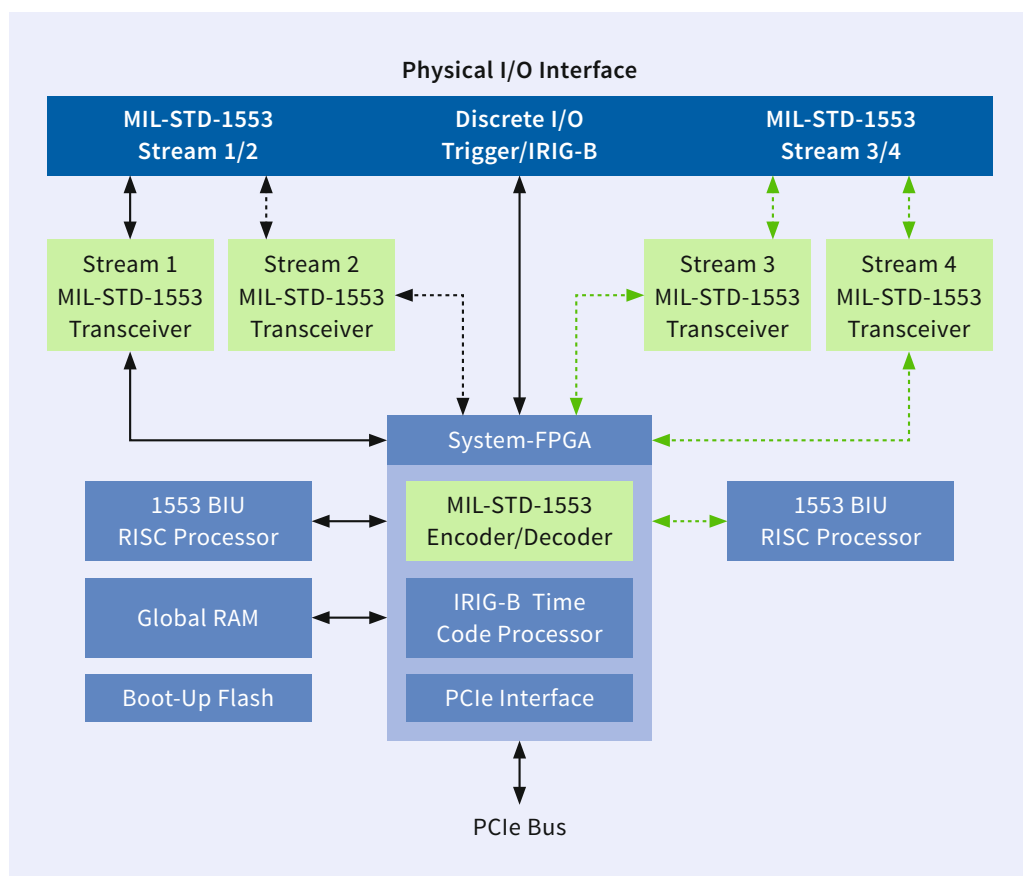 Physical I/O Interface
MIL-STD-1553
Stream 1/2
Discrete I/O
Trigger/IRIG-B
MIL-STD-1553
Stream 3/4
Stream 1
MIL-STD-1553
Transceiver
Stream 2
MIL-STD-1553
Transceiver
Stream 3
MIL-STD-1553
Transceiver
Stream 4
MIL-STD-1553
Transceiver
System-FPGA
1553 BIU
RISC Processor
MIL-STD-1553
Encoder/Decoder
1553 BIU
RISC Processor
Global RAM
IRIG-B Time
Code Processor
Boot-Up Flash
PCIe Interface
PCIe Bus